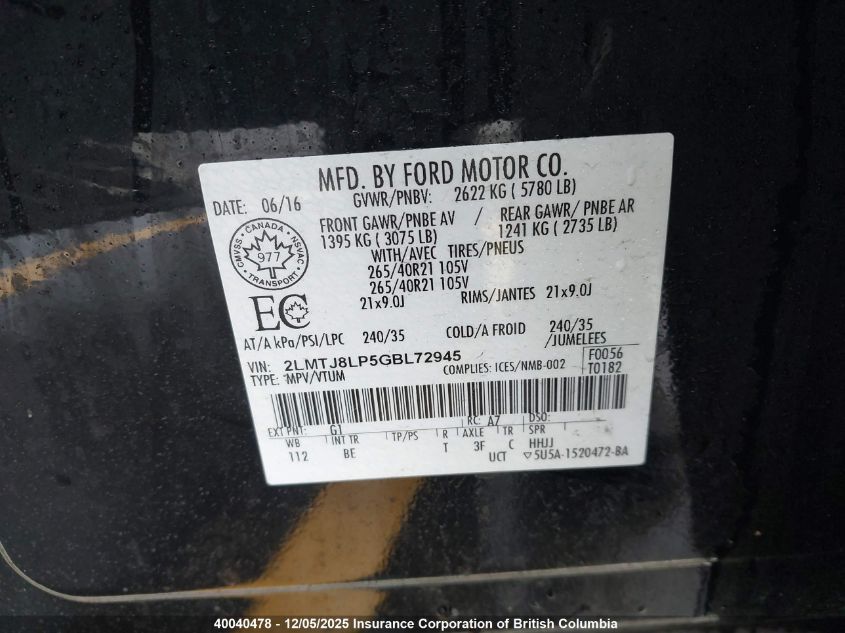 MFD. BY FORD MOTOR CO.
DATE: 06/16
GVWR/PNBV: 2622 KG ( 5780 LB)
FRONT GAWR/PNBE AV / REAR GAWR/ PNBE AR
1395 KG ( 3075 LB) 1241 KG ( 2735 LB)
WITH/AVEC TIRES/PNEUS
265/40R21 105V
265/40R21 105V
21x9.0J RIMS/JANTES 21x9.0J
CANADA
CMVSS NSVAC
977
TRANSPORT
EC
AT/A kPa/PSI/LPC 240/35 COLD/A FROID 240/35
/JUMELEES
VIN: 2LMTJ8LP5GBL72945
TYPE: MPV/VTUM COMPLIES: ICES/NMB-002
F0056
T0182
EXT PNT: G1 RC: A7 DSO:
WB INT TR TP/PS R AXLE TR SPR
112 BE T 3F C HHJJ
UCT ▽5U5A-1520472-BA
40040478 - 12/05/2025 Insurance Corporation of British Columbia